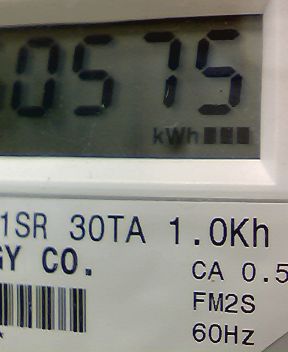 0575
kWh
1SR 30TA 1.0Kh
GY CO.
CA 0.5
FM2S
60Hz